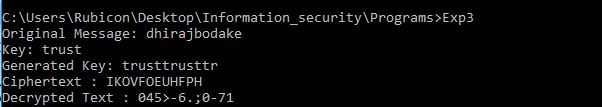 C:\Users\Rubicon\Desktop\Information_security\Programs>Exp3
Original Message: dhirajbodake
Key: trust
Generated Key: trusttrusttr
Ciphertext : IKOVFOEUHFPH
Decrypted Text : 045>-6.;0-71